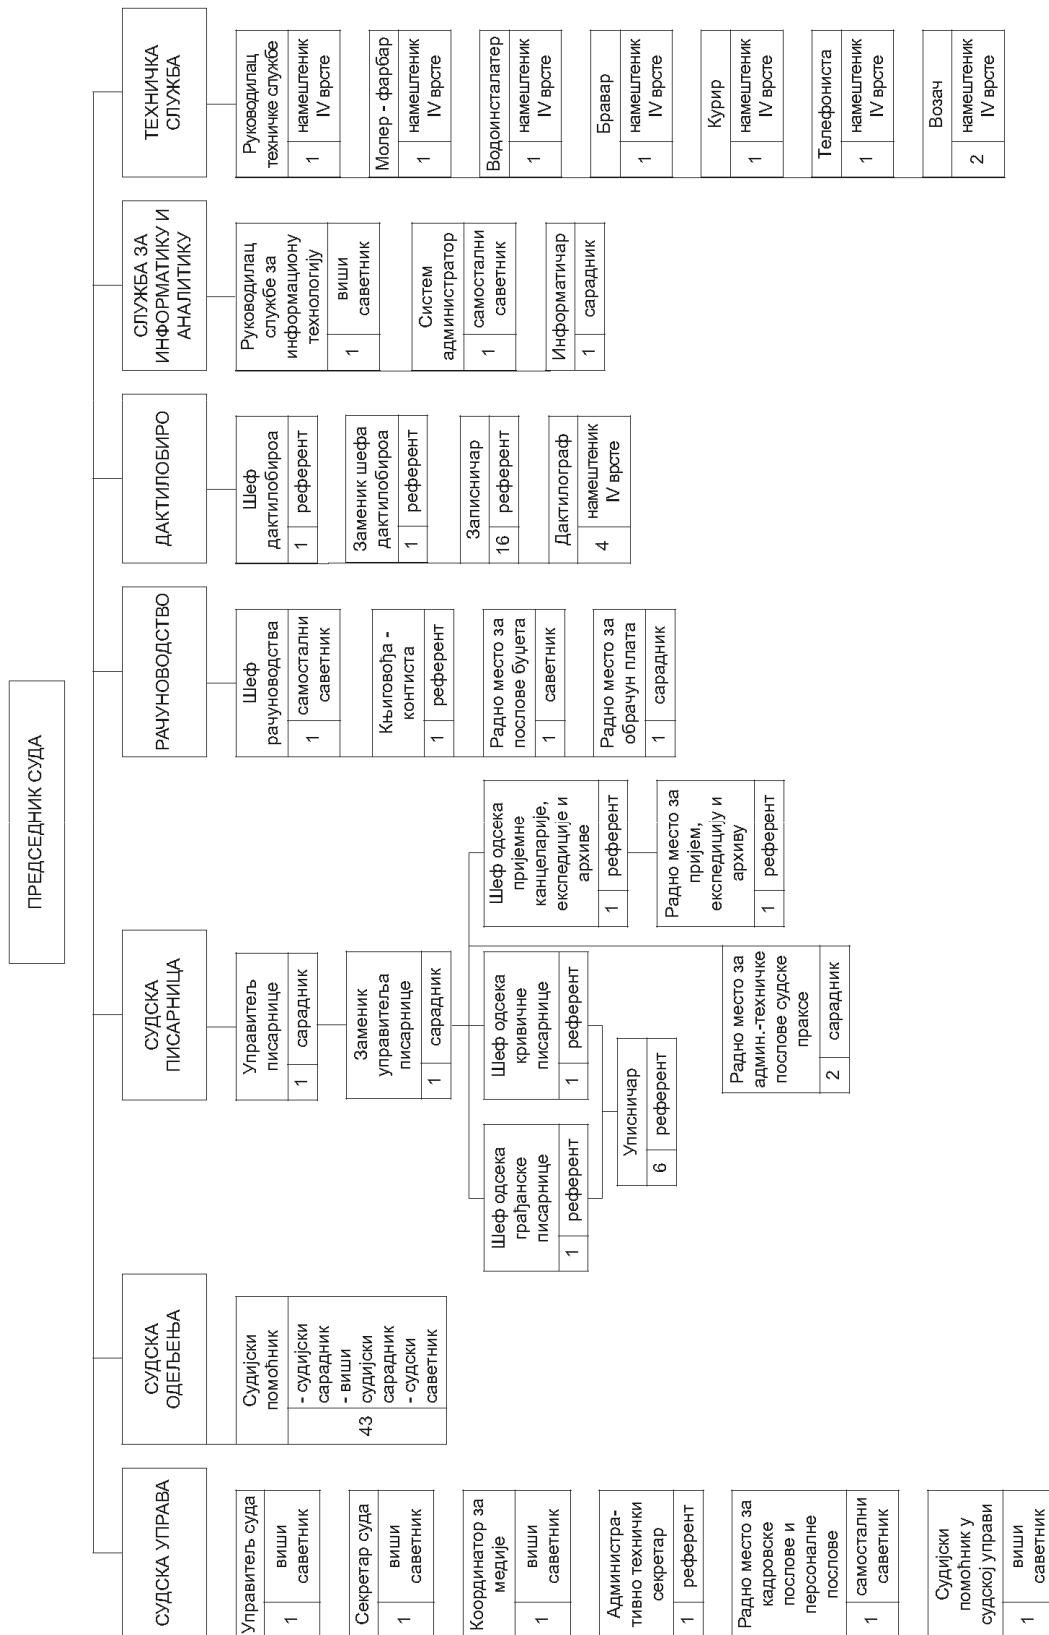 ПРЕДСЕДНИК СУДА
СУДСКА УПРАВА
Управитељ суда
1
виши
саветник
Секретар суда
1
виши
саветник
Координатор за
медије
1
виши
саветник
Администра-
тивно технички
секретар
1
референт
Радно место за
кадровске
послове и
персоналне
послове
1
самостални
саветник
Судијски
помоћник у
судској управи
1
виши
саветник
СУДСКА
ОДЕЉЕЊА
Судијски
помоћник
43
- судијски
сарадник
- виши
судијски
сарадник
- судски
саветник
СУДСКА
ПИСАРНИЦА
Управитељ
писарнице
1
сарадник
Заменик
управитеља
писарнице
1
сарадник
Шеф одсека
грађанске
писарнице
1
референт
Шеф одсека
кривичне
писарнице
1
референт
Уписничар
6
референт
Шеф одсека
пријемне
канцеларије,
експедиције и
архиве
1
референт
Радно место за
пријем,
експедицију и
архиву
1
референт
Радно место за
админ.-техничке
послове судске
праксе
2
сарадник
РАЧУНОВОДСТВО
Шеф
рачуноводства
1
самостални
саветник
Књиговођа -
контиста
1
референт
Радно место за
послове буџета
1
саветник
Радно место за
обрачун плата
1
сарадник
ДАКТИЛОБИРО
Шеф
дактилобироа
1
референт
Заменик шефа
дактилобироа
1
референт
Записничар
16
референт
Дактилограф
4
намештеник
IV врсте
СЛУЖБА ЗА
ИНФОРМАТИКУ И
АНАЛИТИКУ
Руководилац
службе за
информациону
технологију
1
виши
саветник
Систем
администратор
1
самостални
саветник
Информатичар
1
сарадник
ТЕХНИЧКА
СЛУЖБА
Руководилац
техничке службе
1
намештеник
IV врсте
Молер - фарбар
1
намештеник
IV врсте
Водоинсталатер
1
намештеник
IV врсте
Бравар
1
намештеник
IV врсте
Курир
1
намештеник
IV врсте
Телефониста
1
намештеник
IV врсте
Возач
2
намештеник
IV врсте